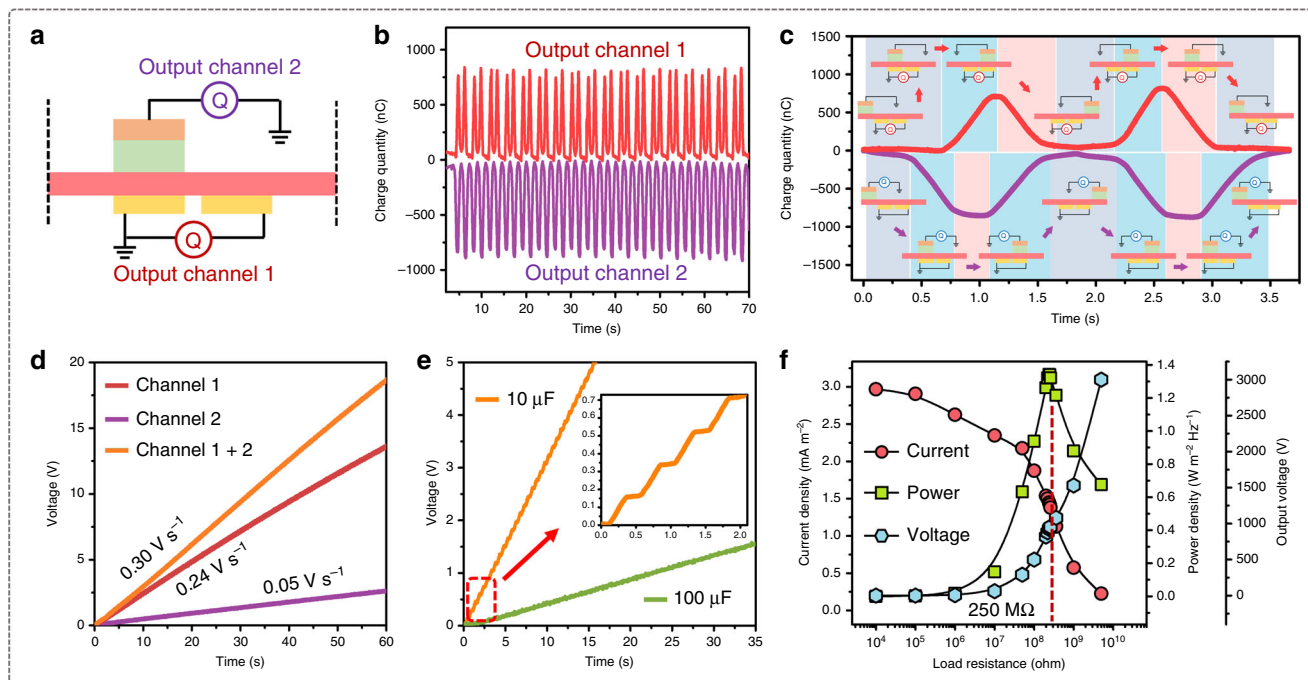 a
Output channel 2
Q
Q
Output channel 1
b
Output channel 1
Output channel 2
Charge quantity (nC)
1000
500
0
−500
−1000
10 20 30 40 50 60 70
Time (s)
c
Charge quantity (nC)
1500
1000
500
0
−500
−1000
−1500
Q Q Q Q Q Q Q
Q Q Q Q Q Q Q
0.0 0.5 1.0 1.5 2.0 2.5 3.0 3.5
Time (s)
d
Channel 1
Channel 2
Channel 1 + 2
0.30 V s⁻¹
0.24 V s⁻¹
0.05 V s⁻¹
Voltage (V)
20
15
10
5
0
0 10 20 30 40 50 60
Time (s)
e
10 μF
100 μF
Voltage (V)
5
4
3
2
1
0
0 5 10 15 20 25 30 35
Time (s)
0.7
0.6
0.5
0.4
0.3
0.2
0.1
0.0
0.0 0.5 1.0 1.5 2.0
f
Current
Power
Voltage
250 MΩ
Current density (mA m⁻²)
3.0
2.5
2.0
1.5
1.0
0.5
0.0
Power density (W m⁻² Hz⁻¹)
1.4
1.2
1.0
0.8
0.6
0.4
0.2
0.0
Output voltage (V)
3000
2500
2000
1500
1000
500
0
10⁴ 10⁵ 10⁶ 10⁷ 10⁸ 10⁹ 10¹⁰
Load resistance (ohm)